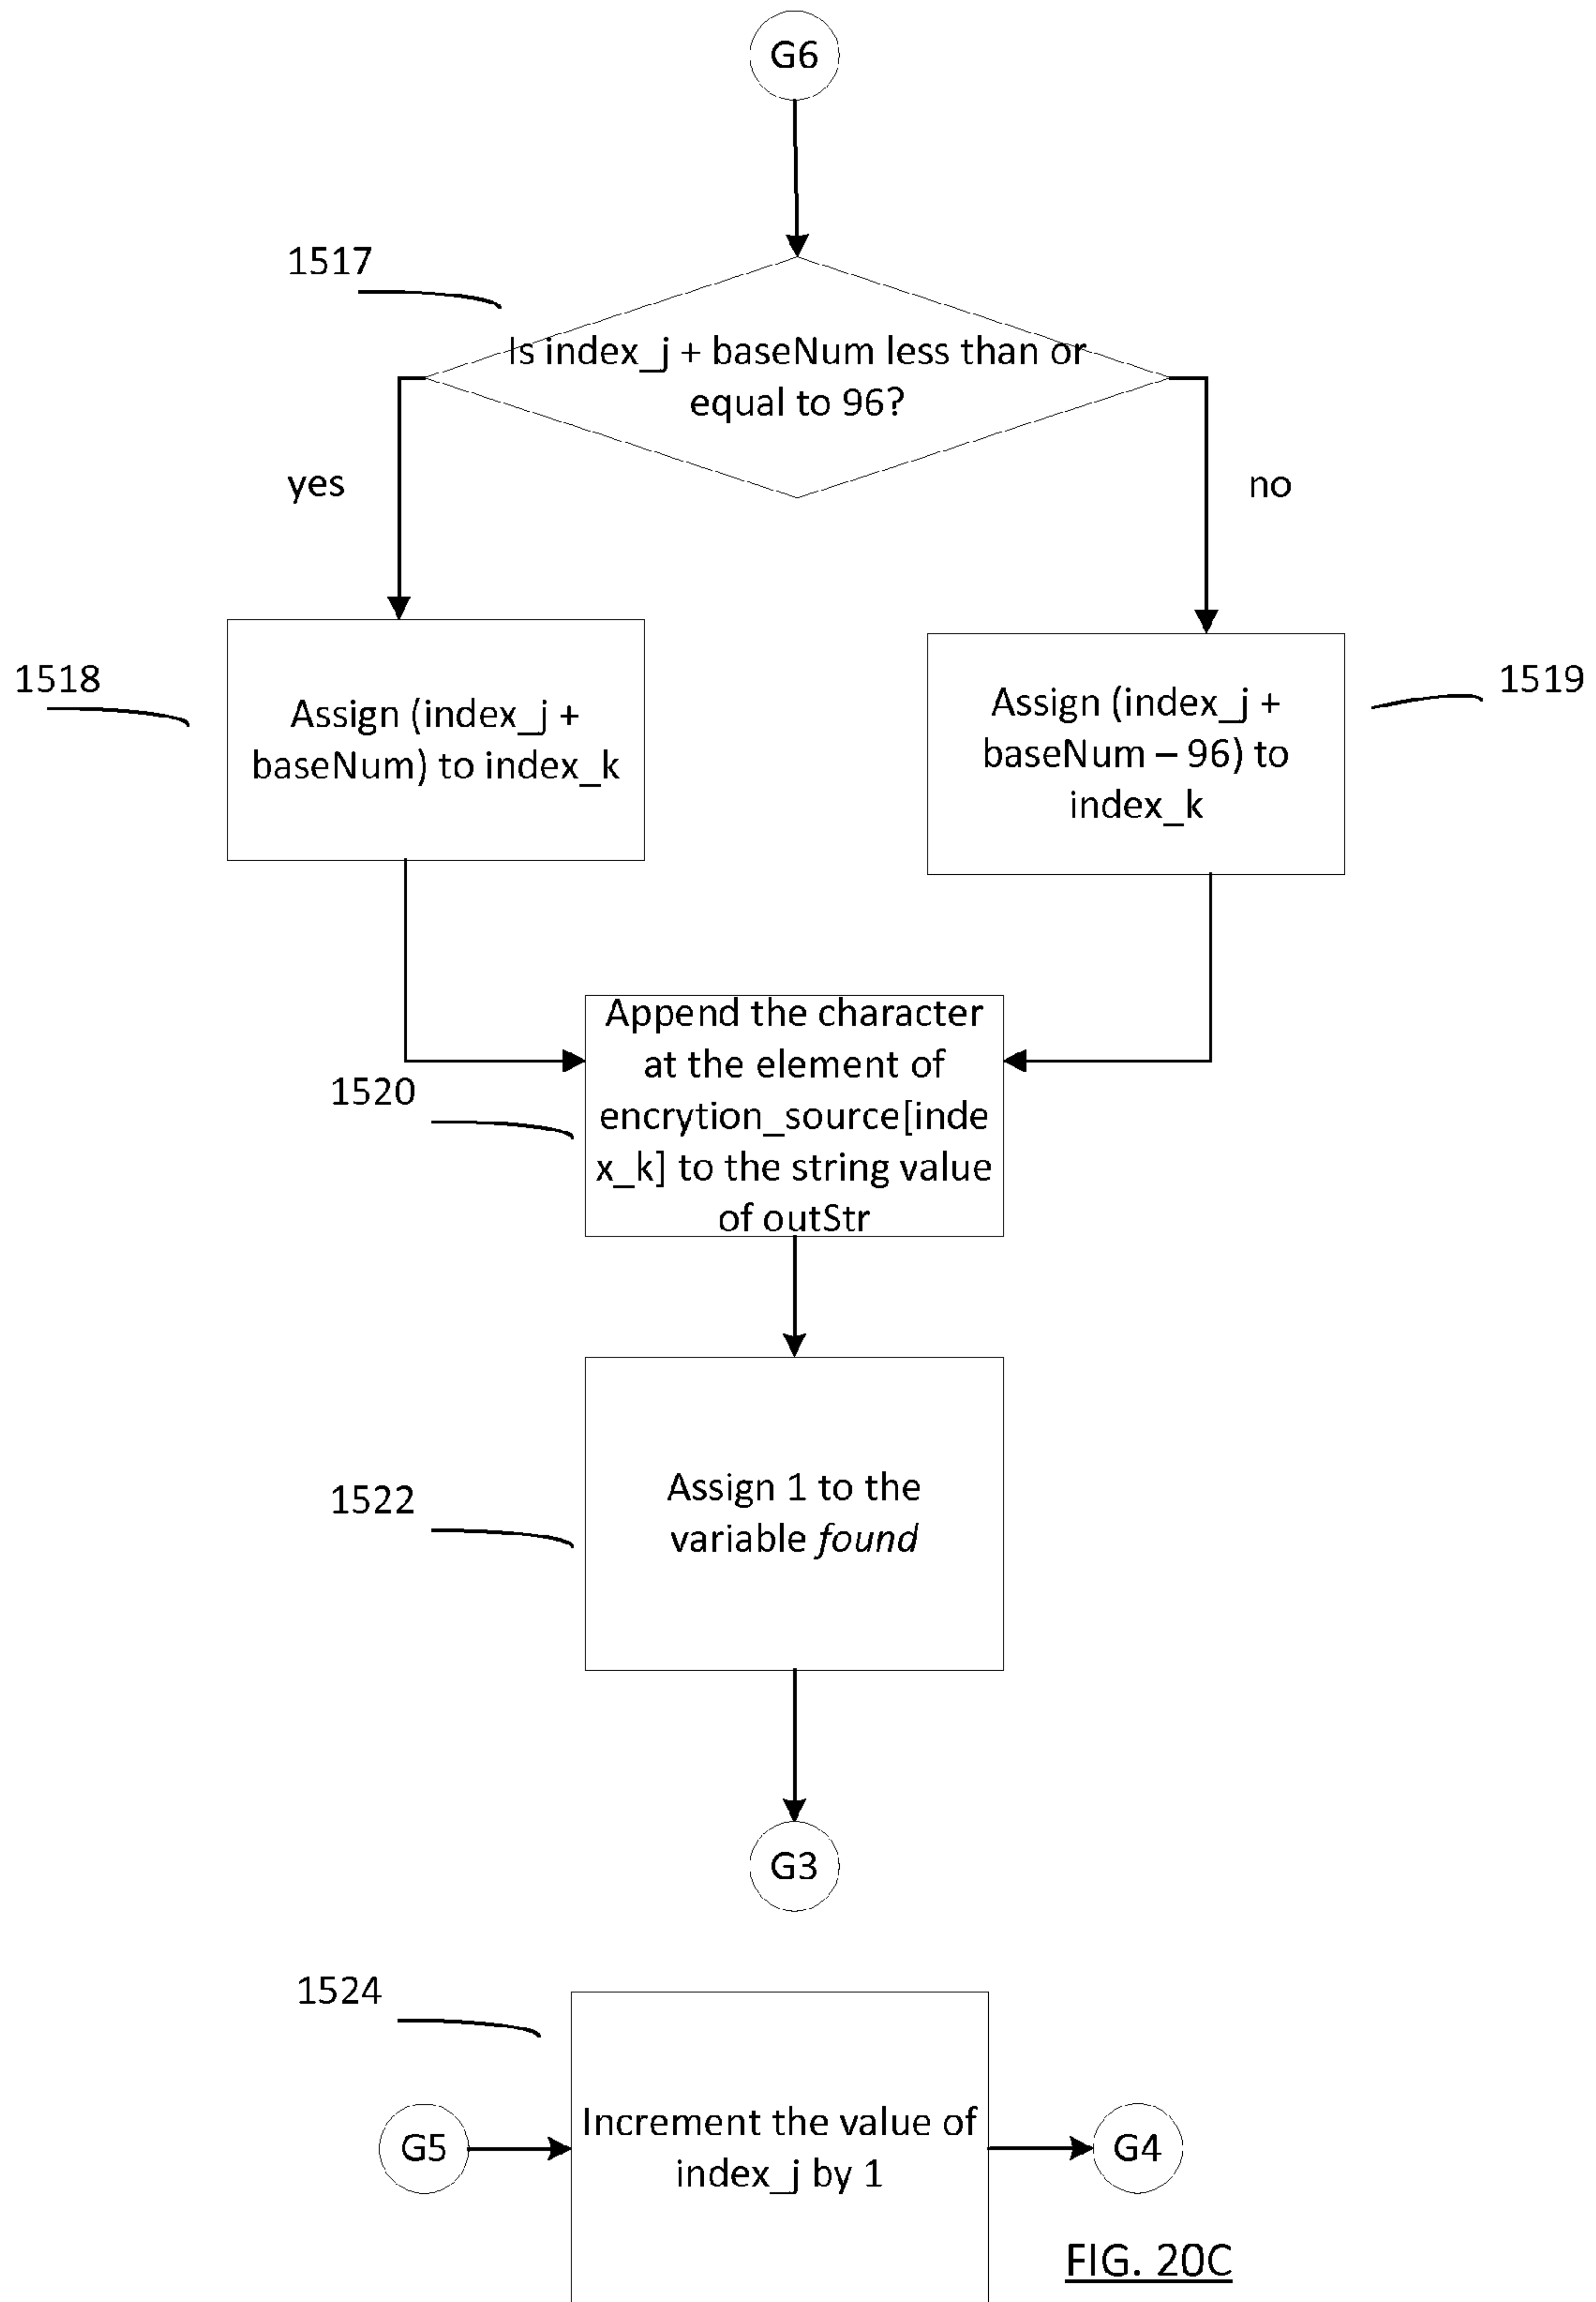 G6
1517
Is index_j + baseNum less than or
equal to 96?
yes
no
1518
Assign (index_j +
baseNum) to index_k
1519
Assign (index_j +
baseNum – 96) to
index_k
Append the character
at the element of
encrytion_source[inde
x_k] to the string value
of outStr
1520
1522
Assign 1 to the
variable found
G3
1524
G5
Increment the value of
index_j by 1
G4
FIG. 20C